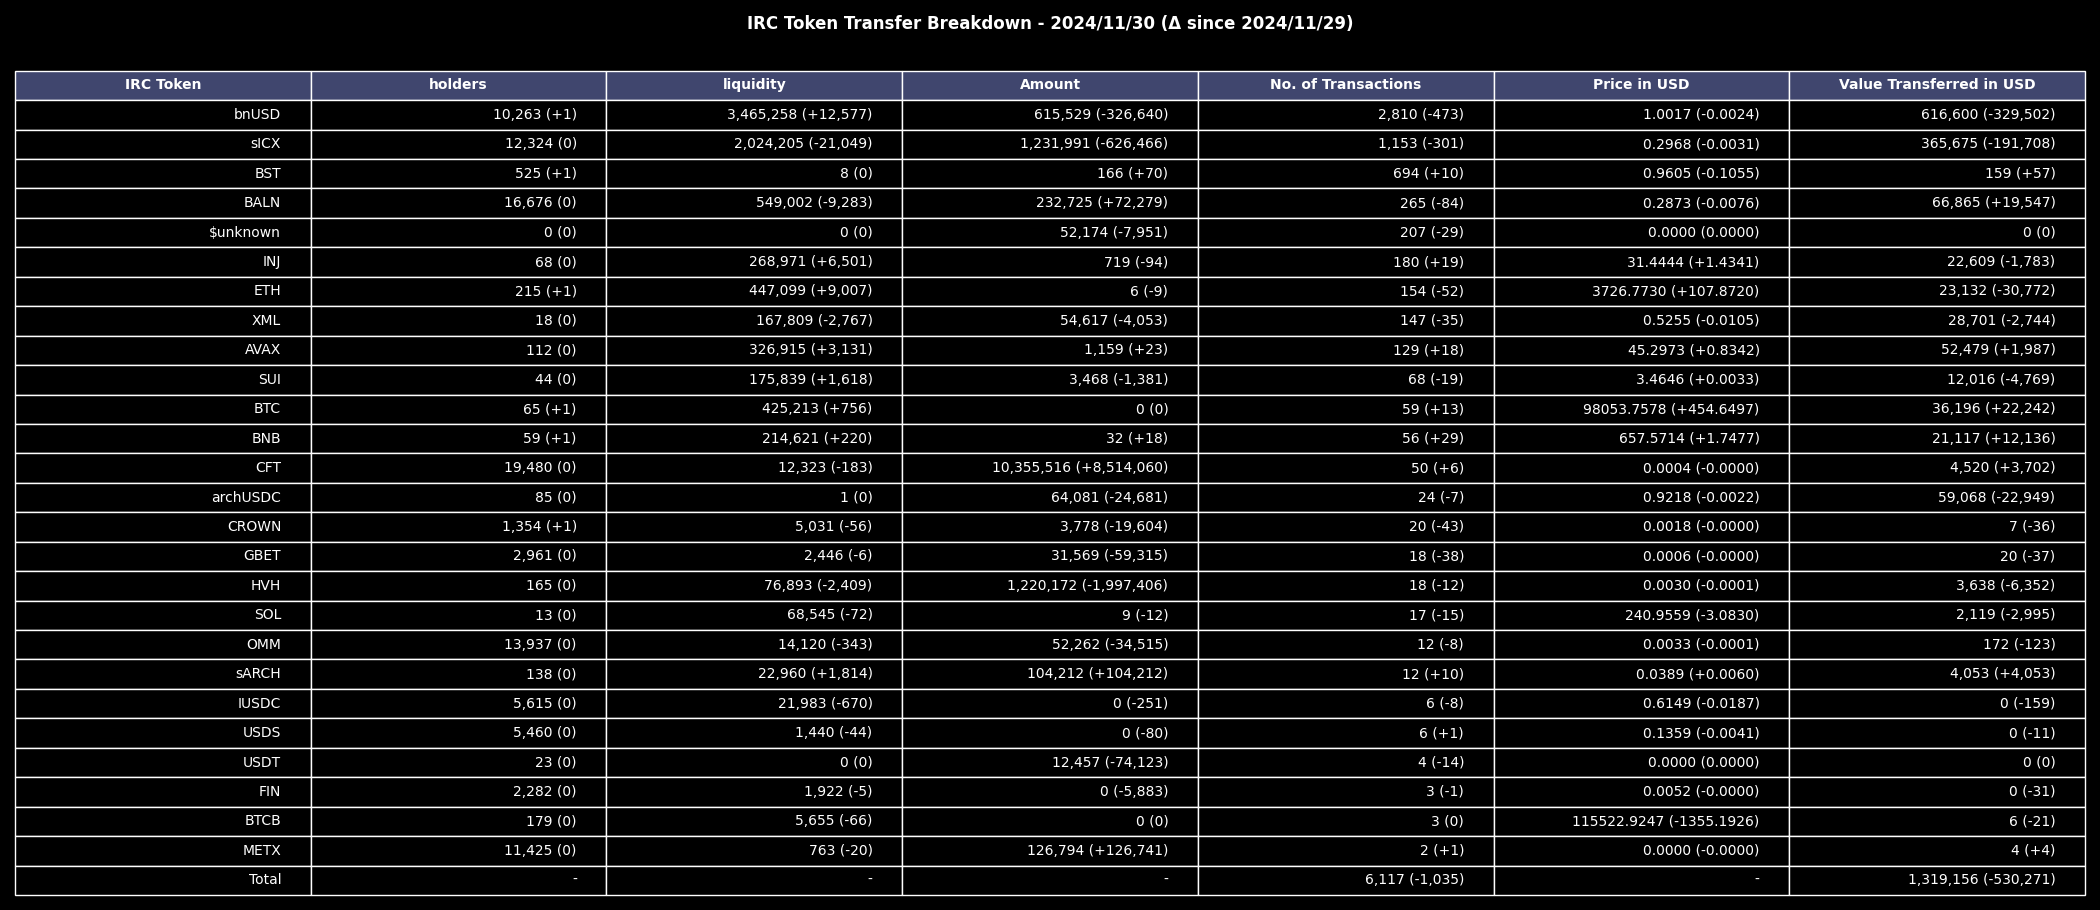 IRC Token Transfer Breakdown - 2024/11/30 (Δ since 2024/11/29)
IRC Token holders liquidity Amount No. of Transactions Price in USD Value Transferred in USD
bnUSD 10,263 (+1) 3,465,258 (+12,577) 615,529 (-326,640) 2,810 (-473) 1.0017 (-0.0024) 616,600 (-329,502)
sICX 12,324 (0) 2,024,205 (-21,049) 1,231,991 (-626,466) 1,153 (-301) 0.2968 (-0.0031) 365,675 (-191,708)
BST 525 (+1) 8 (0) 166 (+70) 694 (+10) 0.9605 (-0.1055) 159 (+57)
BALN 16,676 (0) 549,002 (-9,283) 232,725 (+72,279) 265 (-84) 0.2873 (-0.0076) 66,865 (+19,547)
$unknown 0 (0) 0 (0) 52,174 (-7,951) 207 (-29) 0.0000 (0.0000) 0 (0)
INJ 68 (0) 268,971 (+6,501) 719 (-94) 180 (+19) 31.4444 (+1.4341) 22,609 (-1,783)
ETH 215 (+1) 447,099 (+9,007) 6 (-9) 154 (-52) 3726.7730 (+107.8720) 23,132 (-30,772)
XML 18 (0) 167,809 (-2,767) 54,617 (-4,053) 147 (-35) 0.5255 (-0.0105) 28,701 (-2,744)
AVAX 112 (0) 326,915 (+3,131) 1,159 (+23) 129 (+18) 45.2973 (+0.8342) 52,479 (+1,987)
SUI 44 (0) 175,839 (+1,618) 3,468 (-1,381) 68 (-19) 3.4646 (+0.0033) 12,016 (-4,769)
BTC 65 (+1) 425,213 (+756) 0 (0) 59 (+13) 98053.7578 (+454.6497) 36,196 (+22,242)
BNB 59 (+1) 214,621 (+220) 32 (+18) 56 (+29) 657.5714 (+1.7477) 21,117 (+12,136)
CFT 19,480 (0) 12,323 (-183) 10,355,516 (+8,514,060) 50 (+6) 0.0004 (-0.0000) 4,520 (+3,702)
archUSDC 85 (0) 1 (0) 64,081 (-24,681) 24 (-7) 0.9218 (-0.0022) 59,068 (-22,949)
CROWN 1,354 (+1) 5,031 (-56) 3,778 (-19,604) 20 (-43) 0.0018 (-0.0000) 7 (-36)
GBET 2,961 (0) 2,446 (-6) 31,569 (-59,315) 18 (-38) 0.0006 (-0.0000) 20 (-37)
HVH 165 (0) 76,893 (-2,409) 1,220,172 (-1,997,406) 18 (-12) 0.0030 (-0.0001) 3,638 (-6,352)
SOL 13 (0) 68,545 (-72) 9 (-12) 17 (-15) 240.9559 (-3.0830) 2,119 (-2,995)
OMM 13,937 (0) 14,120 (-343) 52,262 (-34,515) 12 (-8) 0.0033 (-0.0001) 172 (-123)
sARCH 138 (0) 22,960 (+1,814) 104,212 (+104,212) 12 (+10) 0.0389 (+0.0060) 4,053 (+4,053)
IUSDC 5,615 (0) 21,983 (-670) 0 (-251) 6 (-8) 0.6149 (-0.0187) 0 (-159)
USDS 5,460 (0) 1,440 (-44) 0 (-80) 6 (+1) 0.1359 (-0.0041) 0 (-11)
USDT 23 (0) 0 (0) 12,457 (-74,123) 4 (-14) 0.0000 (0.0000) 0 (0)
FIN 2,282 (0) 1,922 (-5) 0 (-5,883) 3 (-1) 0.0052 (-0.0000) 0 (-31)
BTCB 179 (0) 5,655 (-66) 0 (0) 3 (0) 115522.9247 (-1355.1926) 6 (-21)
METX 11,425 (0) 763 (-20) 126,794 (+126,741) 2 (+1) 0.0000 (-0.0000) 4 (+4)
Total - - - 6,117 (-1,035) - 1,319,156 (-530,271)